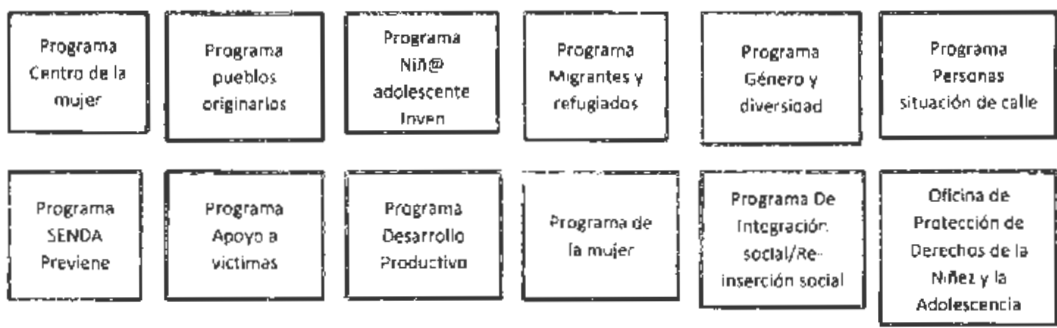 Programa
Centro de la
mujer
Programa
pueblos
originarios
Programa
Niñ@
adolescente
Joven
Programa
Migrantes y
refugiados
Programa
Género y
diversidad
Programa
Personas
situación de calle
Programa
SENDA
Previene
Programa
Apoyo a
victimas
Programa
Desarrollo
Productivo
Programa de
la mujer
Programa De
Integración
social/Re-
inserción social
Oficina de
Protección de
Derechos de la
Niñez y la
Adolescencia